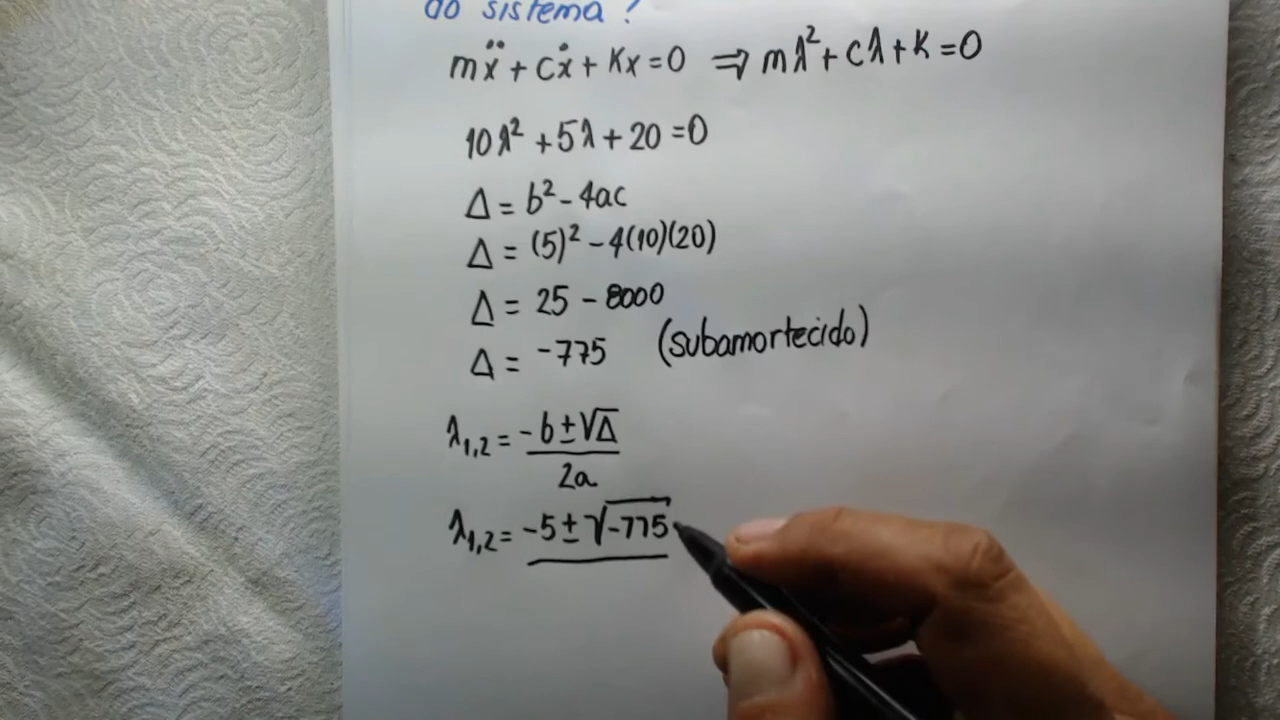 do sistema?
mẍ + cẋ + Kx = 0 ⇒ mλ² + cλ + K = 0
10λ² + 5λ + 20 = 0
Δ = b² - 4ac
Δ = (5)² - 4(10)(20)
Δ = 25 - 8000
Δ = -775 (subamortecido)
λ₁,₂ = -b ± √Δ
2a
λ₁,₂ = -5 ± √-775